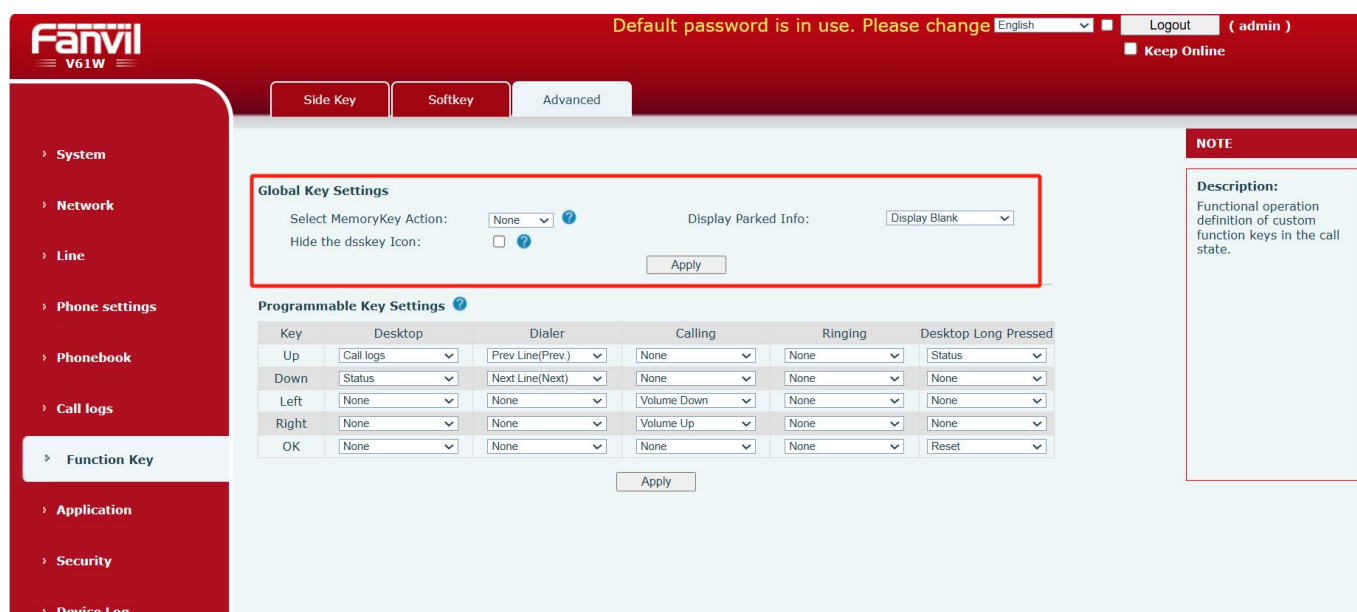 Fanvil
V61W
Default password is in use. Please change English Logout ( admin )
Keep Online
Side Key Softkey Advanced
System
Network
Line
Phone settings
Phonebook
Call logs
Function Key
Application
Security
Device Log
Global Key Settings
Select MemoryKey Action: None ? Display Parked Info: Display Blank
Hide the dsskey Icon: ?
Apply
Programmable Key Settings ?
Key Desktop Dialer Calling Ringing Desktop Long Pressed
Up Call logs Prev Line(Prev.) None None Status
Down Status Next Line(Next) None None None
Left None None Volume Down None None
Right None None Volume Up None None
OK None None None None Reset
Apply
NOTE
Description:
Functional operation
definition of custom
function keys in the call
state.